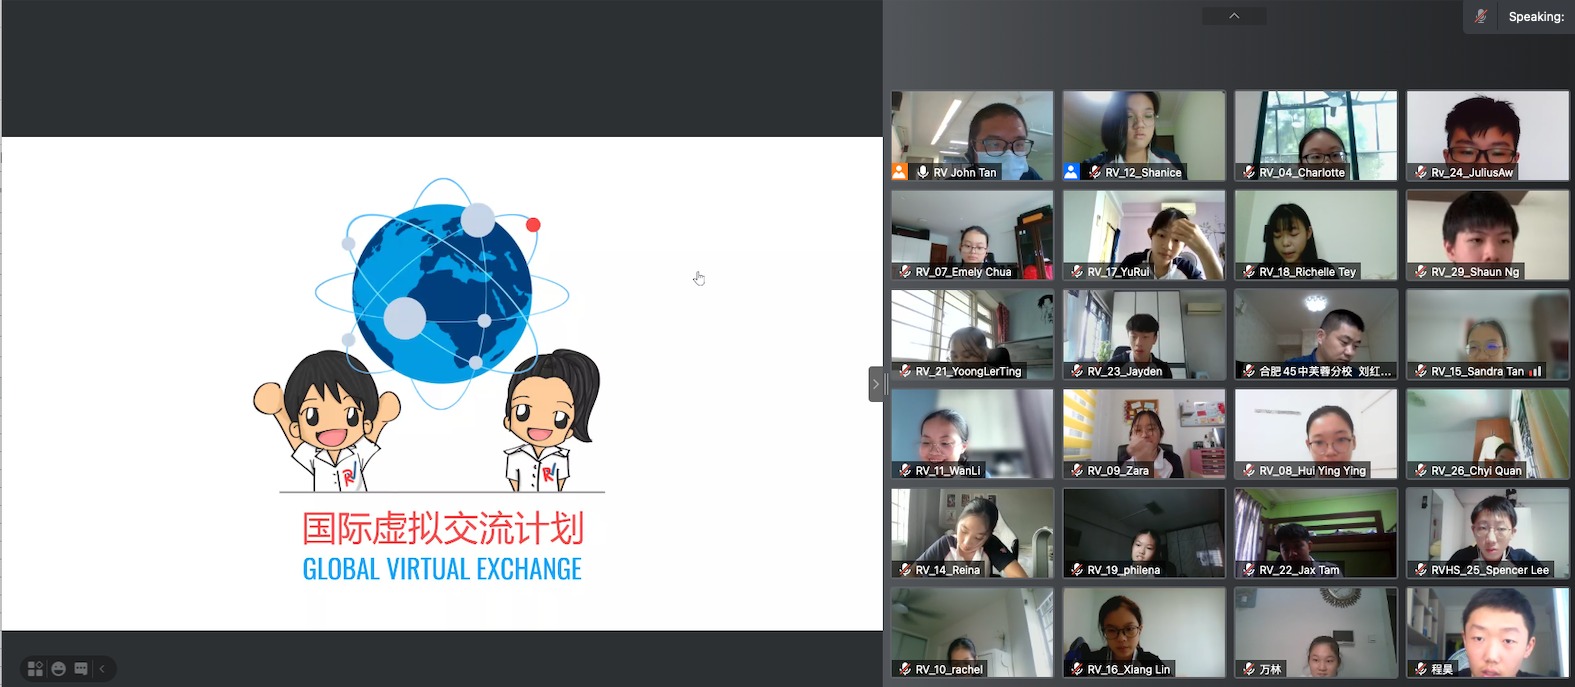 Speaking:
RV
RV
国际虚拟交流计划
GLOBAL VIRTUAL EXCHANGE
RV John Tan
RV_12_Shanice
RV_04_Charlotte
Rv_24_JuliusAw
RV_07_Emely Chua
RV_17_YuRui
RV_18_Richelle Tey
RV_29_Shaun Ng
RV_21_YoongLerTing
RV_23_Jayden
合肥45中芙蓉分校 刘红...
RV_15_Sandra Tan
RV_11_WanLi
RV_09_Zara
RV_08_Hui Ying Ying
RV_26_Chyi Quan
RV_14_Reina
RV_19_philena
RV_22_Jax Tam
RVHS_25_Spencer Lee
RV_10_rachel
RV_16_Xiang Lin
万林
程昊